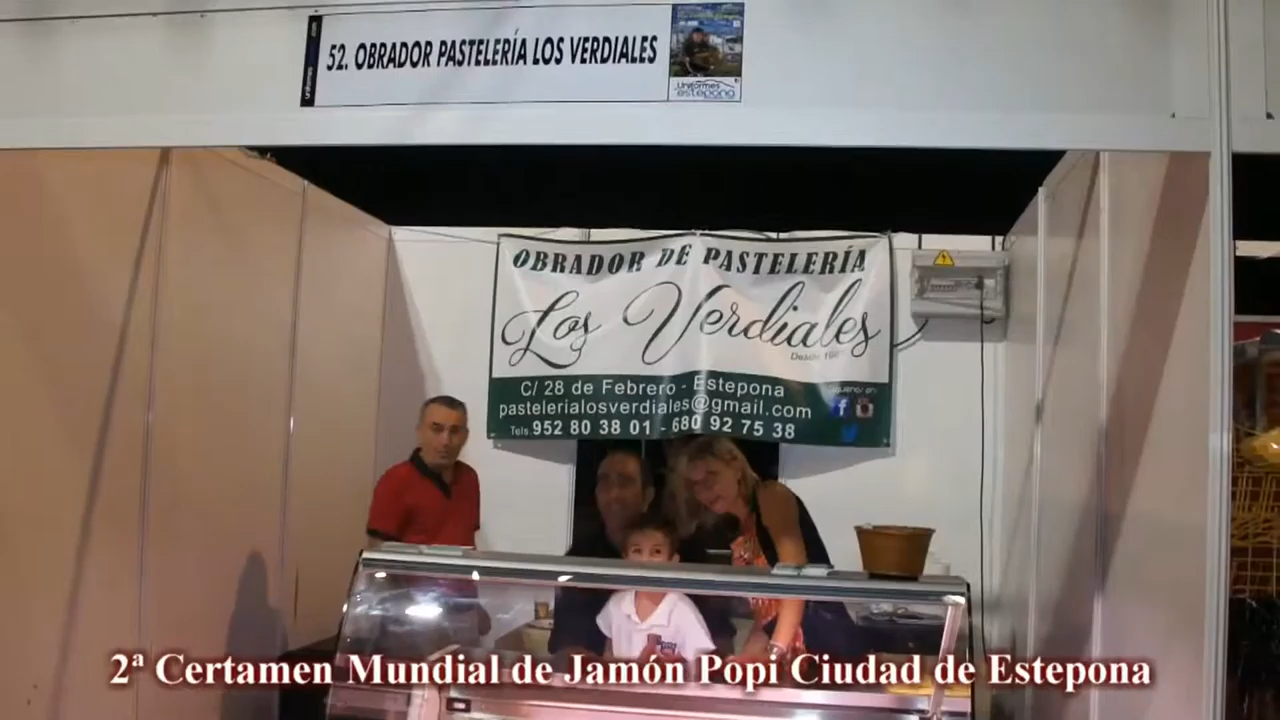 52. OBRADOR PASTELERÍA LOS VERDIALES
Uniformes
estepona
OBRADOR DE PASTELERÍA
Los Verdiales
Desde
C/ 28 de Febrero - Estepona
pastelerialosverdiales@gmail.com
Tels. 952 80 38 01 - 680 92 75 38
2ª Certamen Mundial de Jamón Popi Ciudad de Estepona